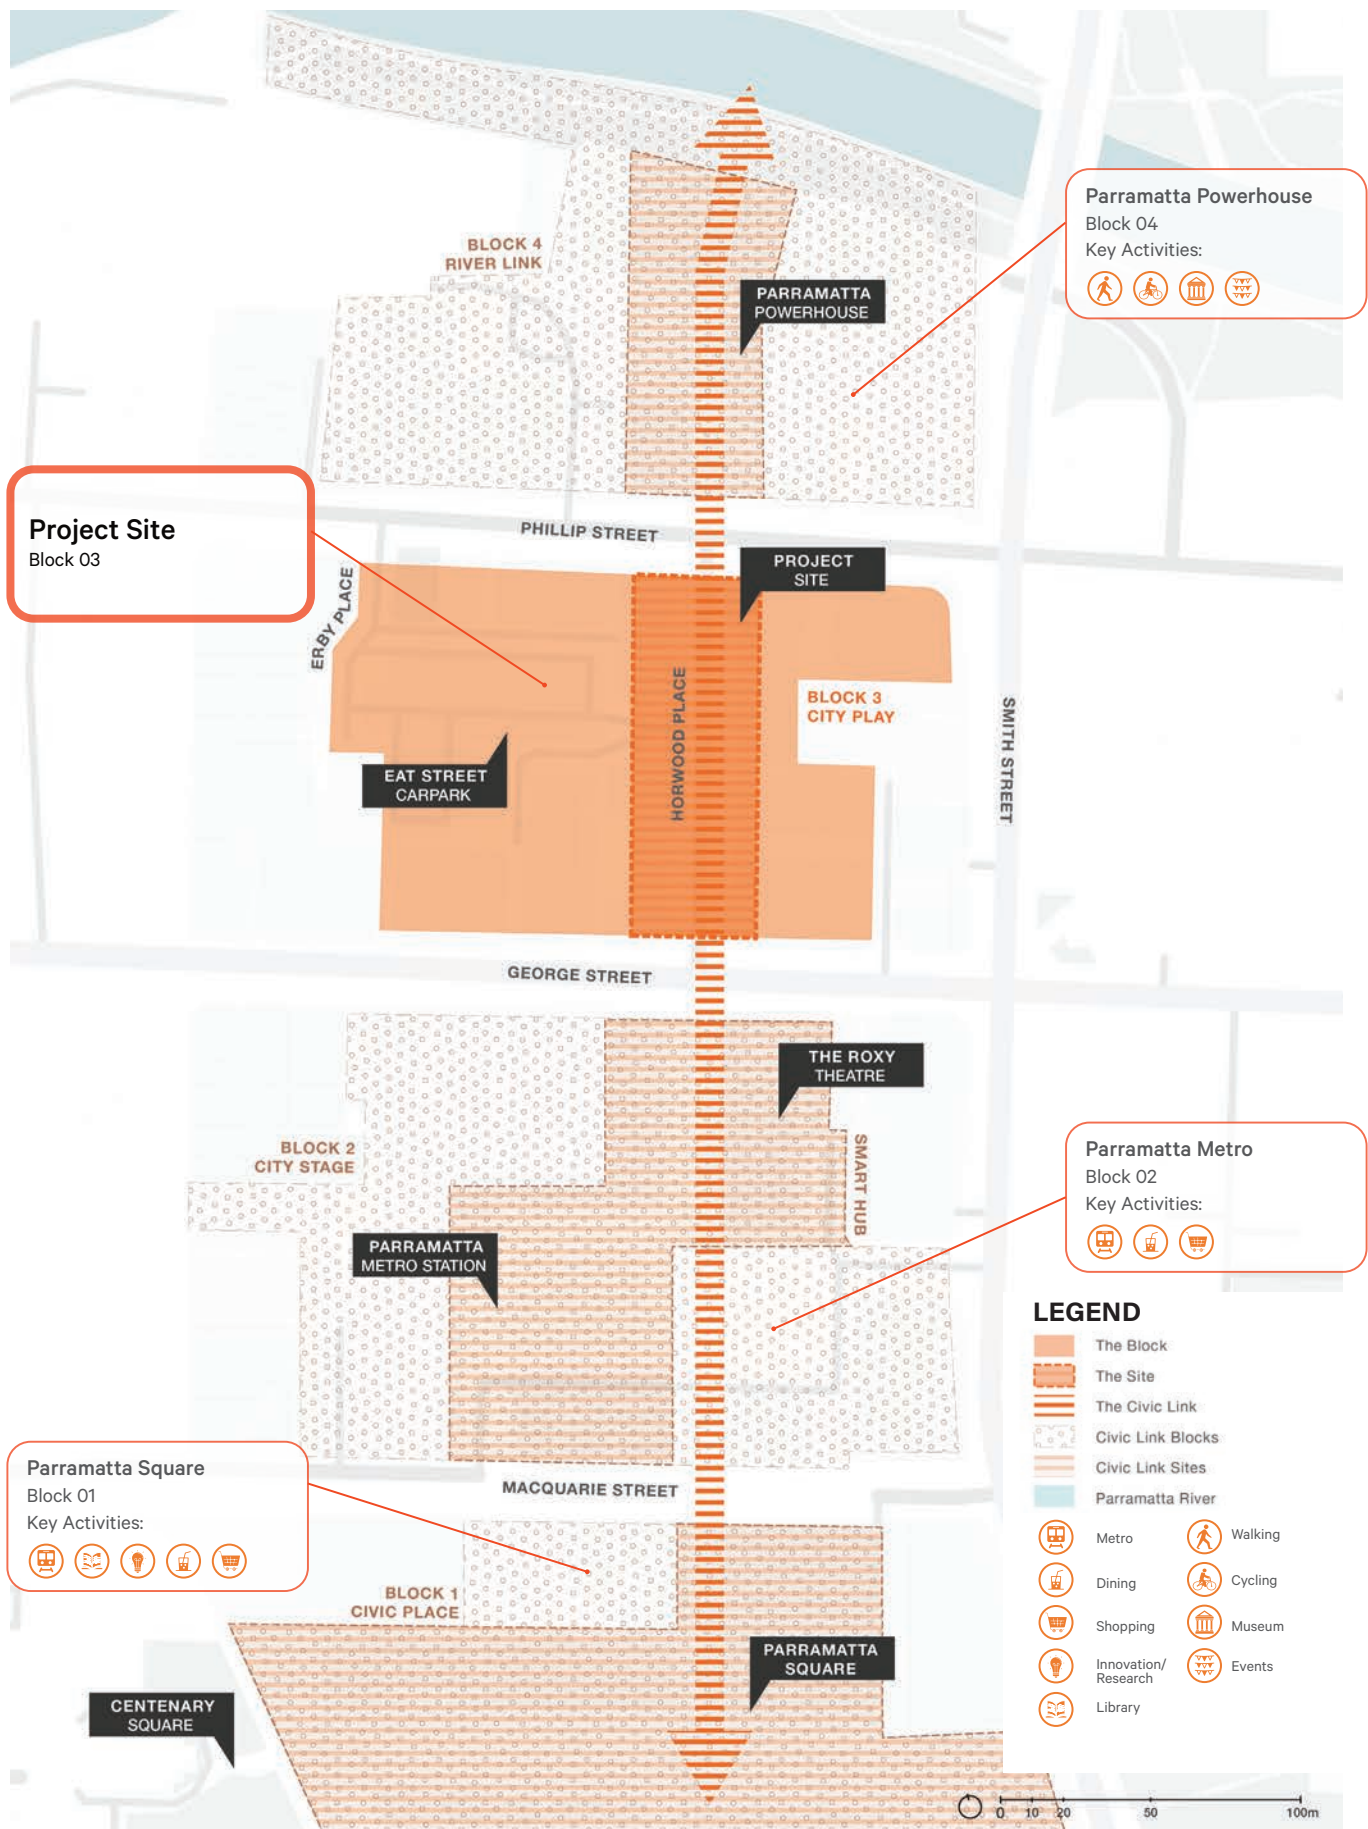 Parramatta Powerhouse
Block 04
Key Activities:
BLOCK 4
RIVER LINK
PARRAMATTA
POWERHOUSE
Project Site
Block 03
PHILLIP STREET
PROJECT
SITE
ERBY PLACE
HORWOOD PLACE
BLOCK 3
CITY PLAY
SMITH STREET
EAT STREET
CARPARK
GEORGE STREET
THE ROXY
THEATRE
BLOCK 2
CITY STAGE
SMART HUB
Parramatta Metro
Block 02
Key Activities:
PARRAMATTA
METRO STATION
MACQUARIE STREET
Parramatta Square
Block 01
Key Activities:
BLOCK 1
CIVIC PLACE
PARRAMATTA
SQUARE
CENTENARY
SQUARE
LEGEND
The Block
The Site
The Civic Link
Civic Link Blocks
Civic Link Sites
Parramatta River
Metro
Walking
Dining
Cycling
Shopping
Museum
Innovation/
Research
Events
Library
0 10 20 50 100m